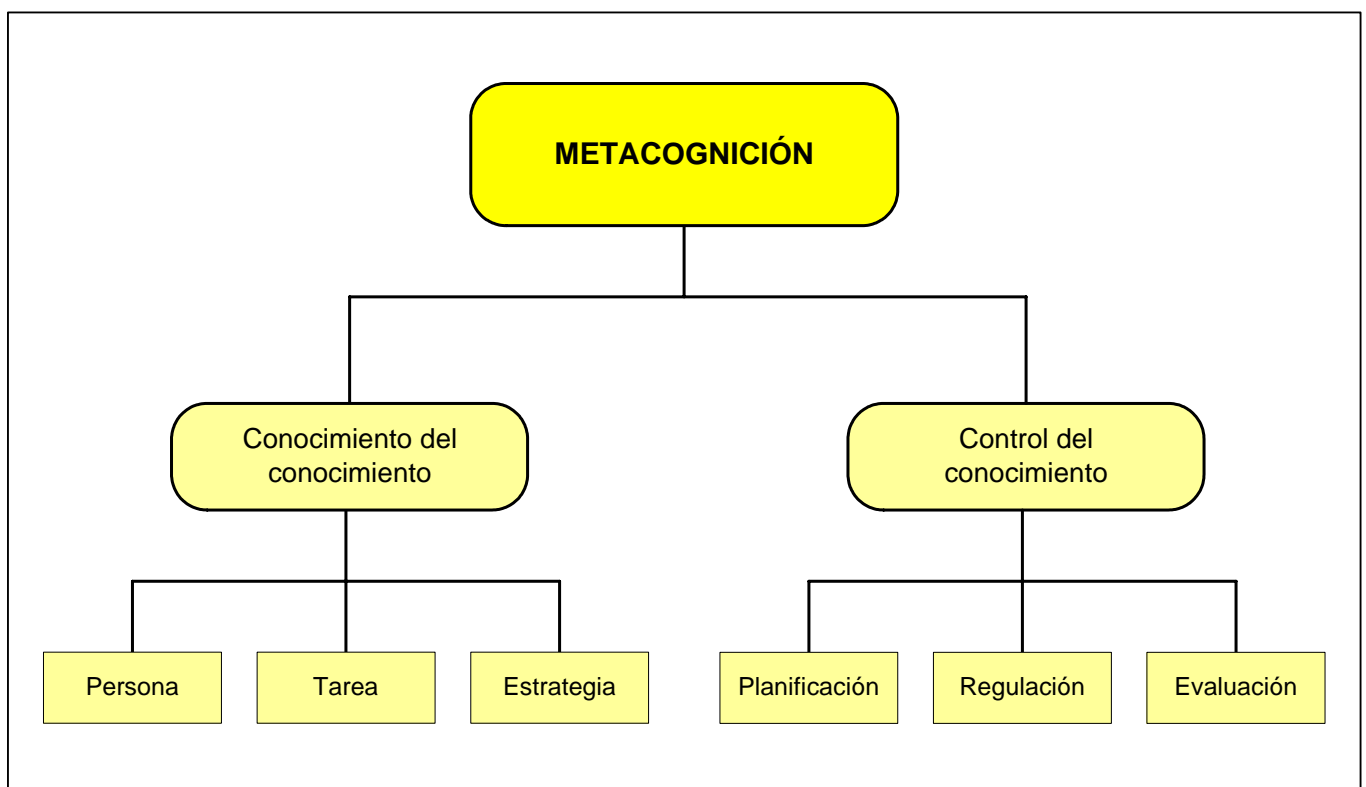 METACOGNICIÓN
Conocimiento del
conocimiento
Control del
conocimiento
Persona
Tarea
Estrategia
Planificación
Regulación
Evaluación